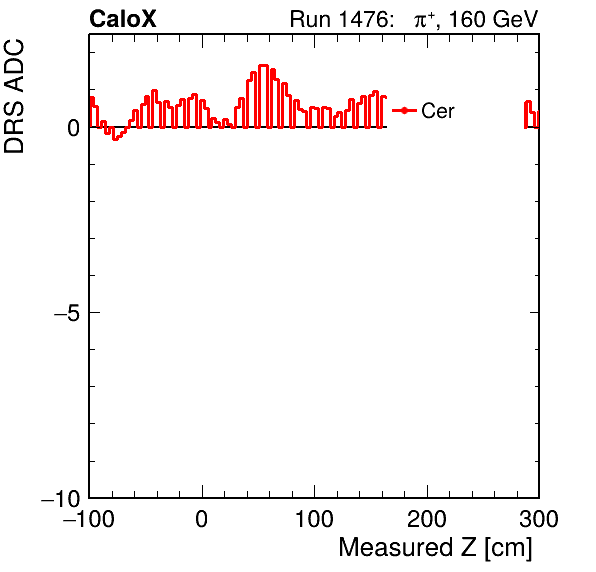 CaloX Run 1476: π⁺, 160 GeV
DRS ADC
Cer
0
−5
−10
−100 0 100 200 300
Measured Z [cm]